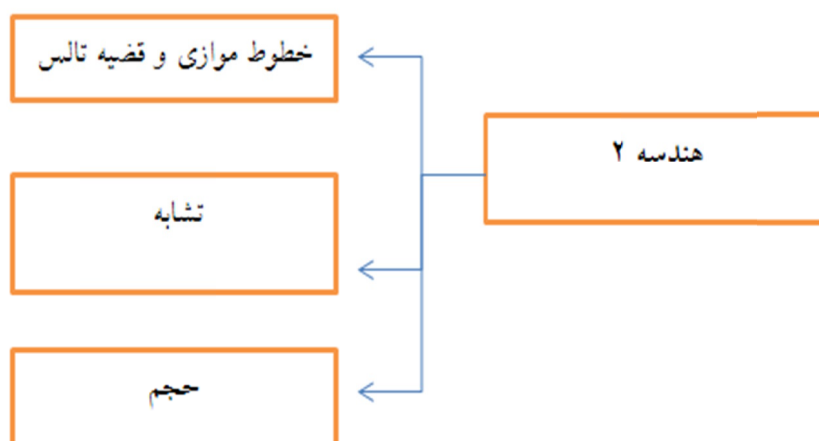 هندسه ۲
خطوط موازی و قضیه تالس
تشابه
حجم